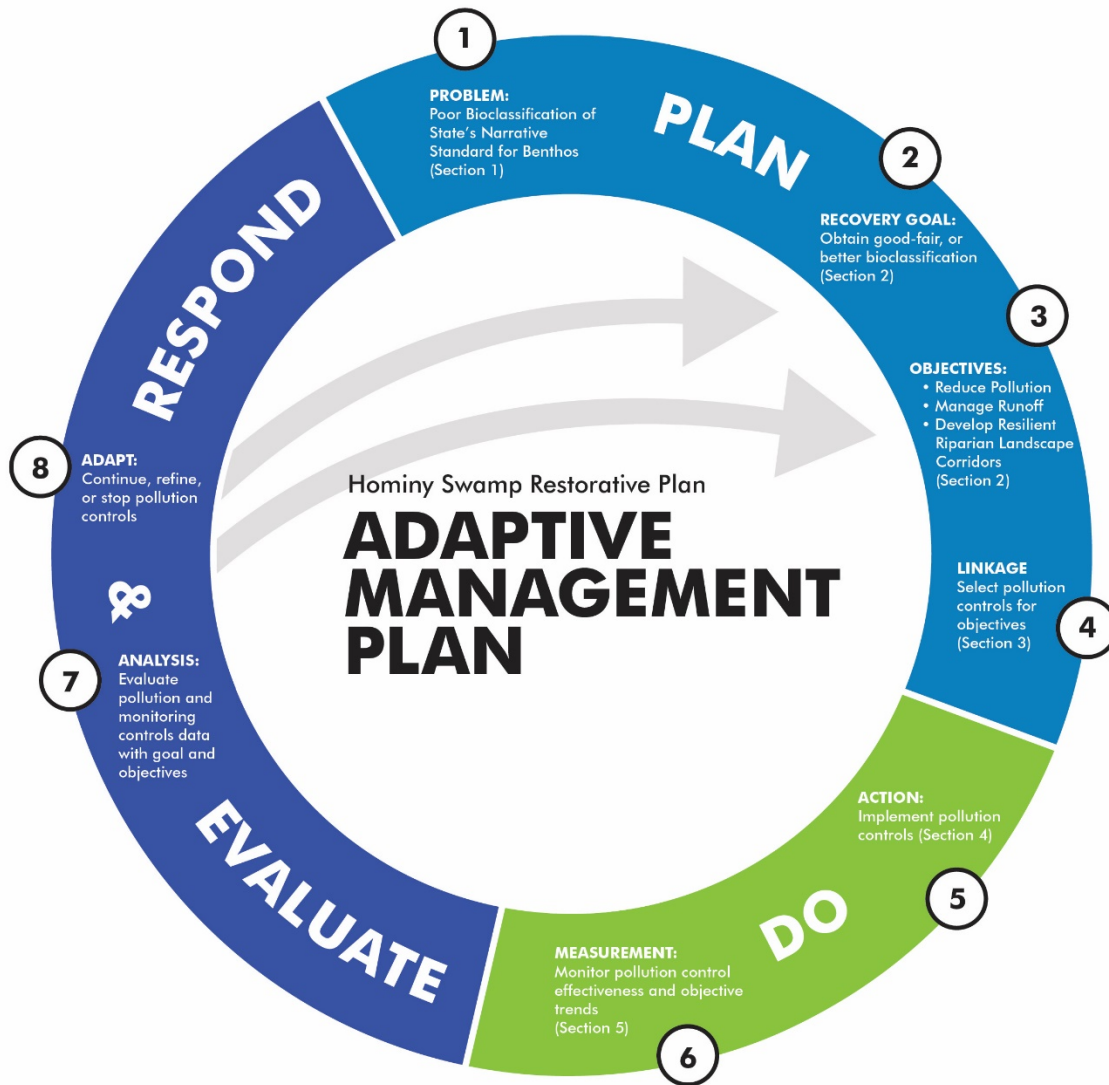 1
PROBLEM:
Poor Bioclassification of
State's Narrative
Standard for Benthos
(Section 1)
PLAN
2
RECOVERY GOAL:
Obtain good-fair, or
better bioclassification
(Section 2)
3
OBJECTIVES:
• Reduce Pollution
• Manage Runoff
• Develop Resilient
Riparian Landscape
Corridors
(Section 2)
LINKAGE
Select pollution
controls for
objectives
(Section 3)
4
ACTION:
Implement pollution
controls (Section 4)
5
DO
MEASUREMENT:
Monitor pollution control
effectiveness and objective
trends
(Section 5)
6
EVALUATE
7
ANALYSIS:
Evaluate
pollution and
monitoring
controls data
with goal and
objectives
&
8
ADAPT:
Continue, refine,
or stop pollution
controls
RESPOND
Hominy Swamp Restorative Plan
ADAPTIVE
MANAGEMENT
PLAN